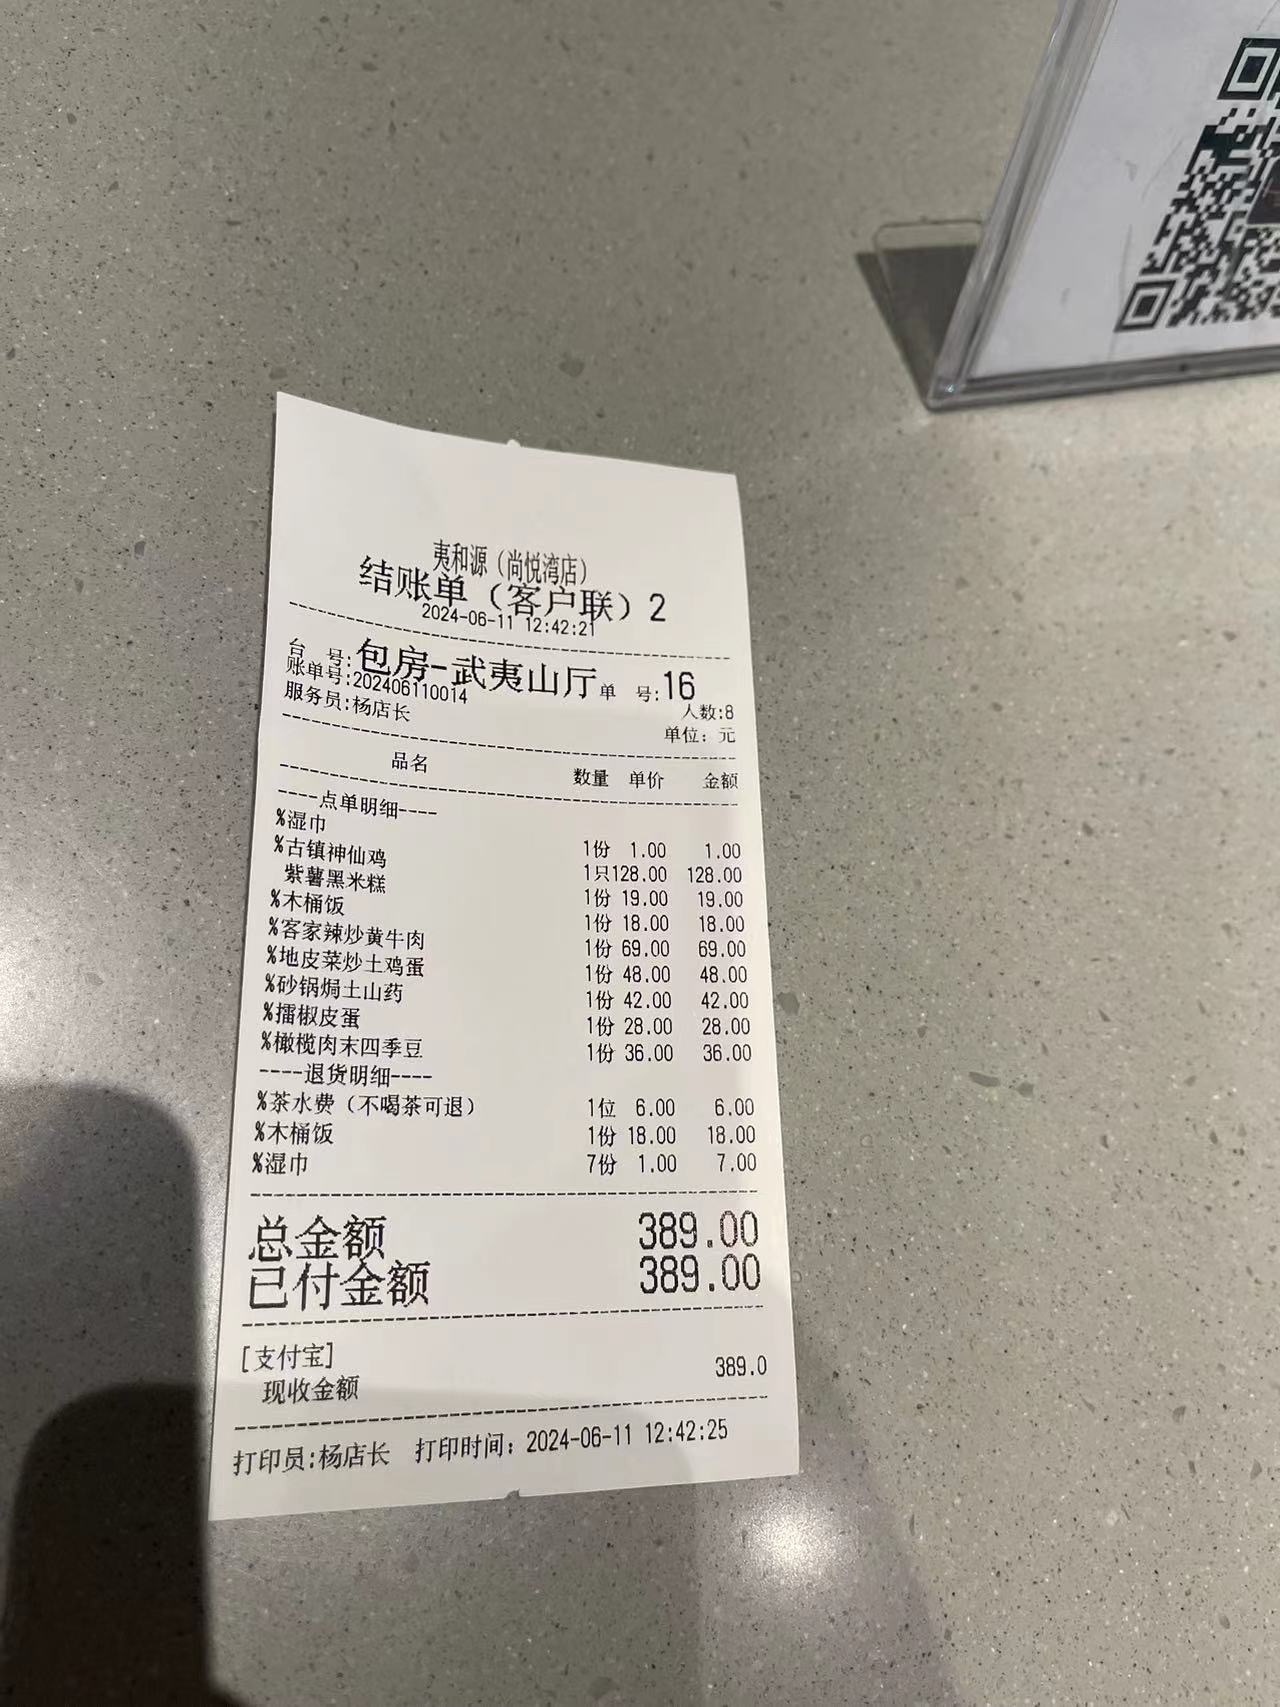 夷和源（尚悦湾店）
结账单（客户联）2
2024-06-11 12:42:21
台 号:包房-武夷山厅 单 号:16
账单号:202406110014 人数:8
服务员:杨店长 单位：元
品名 数量 单价 金额
----点单明细----
%湿巾 1份 1.00 1.00
%古镇神仙鸡 1只128.00 128.00
紫薯黑米糕 1份 19.00 19.00
%木桶饭 1份 18.00 18.00
%客家辣炒黄牛肉 1份 69.00 69.00
%地皮菜炒土鸡蛋 1份 48.00 48.00
%砂锅焗土山药 1份 42.00 42.00
%擂椒皮蛋 1份 28.00 28.00
%橄榄肉末四季豆 1份 36.00 36.00
----退货明细----
%茶水费（不喝茶可退） 1位 6.00 6.00
%木桶饭 1份 18.00 18.00
%湿巾 7份 1.00 7.00
总金额 389.00
已付金额 389.00
[支付宝]
现收金额 389.0
打印员:杨店长 打印时间：2024-06-11 12:42:25